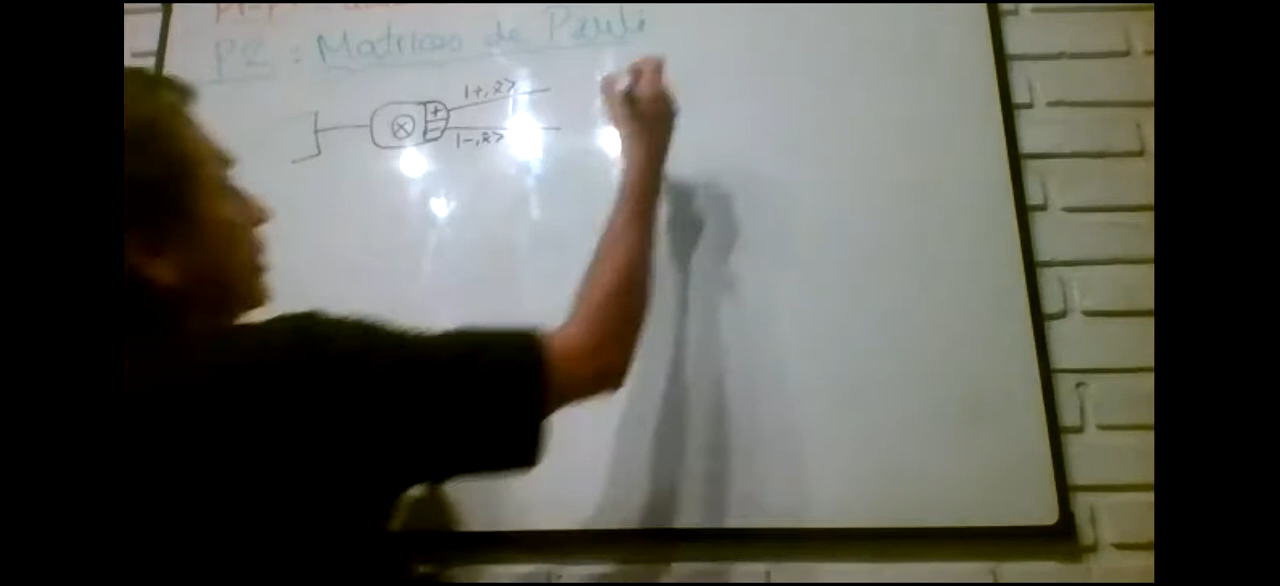 P2 : Matrices de Pauli
|+,z>
⊗ + -
|-,z>